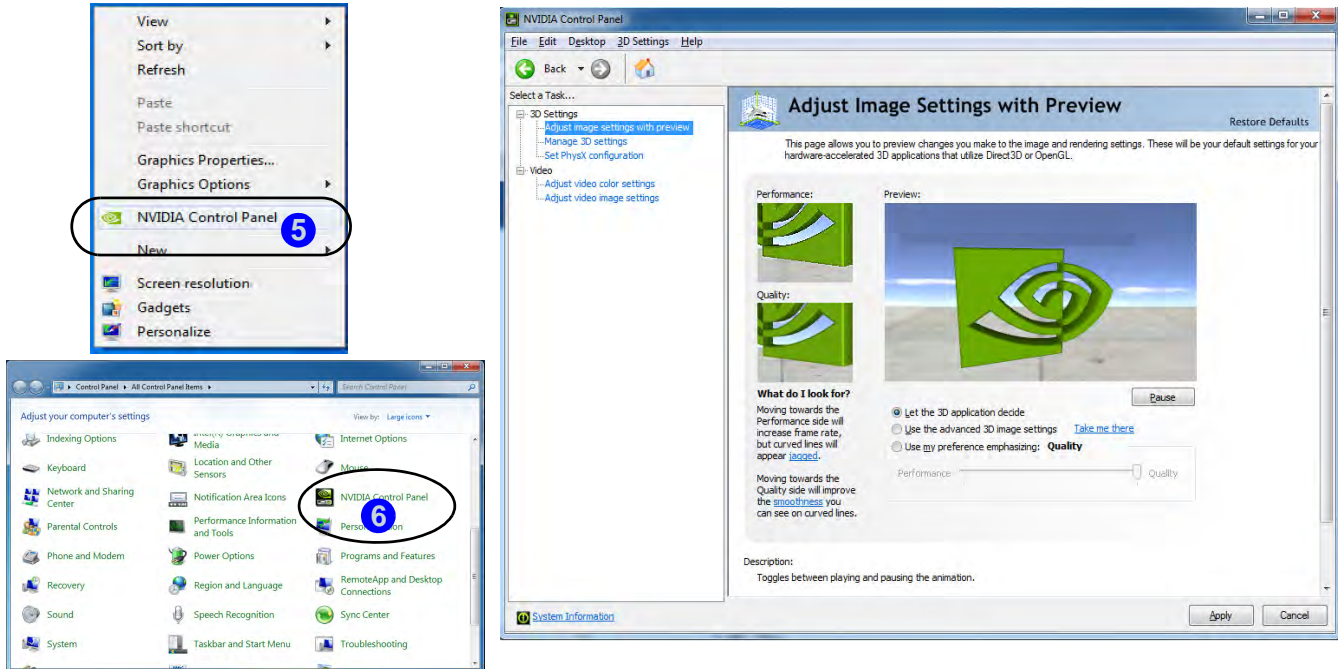 View
Sort by
Refresh
Paste
Paste shortcut
Graphics Properties...
Graphics Options
NVIDIA Control Panel
5
New
Screen resolution
Gadgets
Personalize
Control Panel All Control Panel Items
Search Control Panel
Adjust your computer's settings
View by: Large icons
Indexing Options
Intel(R) Graphics and Media
Internet Options
Keyboard
Location and Other Sensors
Mouse
Network and Sharing Center
Notification Area Icons
NVIDIA Control Panel
6
Parental Controls
Performance Information and Tools
Phone and Modem
Power Options
Programs and Features
Recovery
Region and Language
RemoteApp and Desktop Connections
Sound
Speech Recognition
Sync Center
System
Taskbar and Start Menu
Troubleshooting
NVIDIA Control Panel
File Edit Desktop 3D Settings Help
Back
Select a Task...
3D Settings
Adjust image settings with preview
Manage 3D settings
Set PhysX configuration
Video
Adjust video color settings
Adjust video image settings
Adjust Image Settings with Preview
Restore Defaults
This page allows you to preview changes you make to the image and rendering settings. These will be your default settings for your
hardware-accelerated 3D applications that utilize Direct3D or OpenGL.
Performance:
Preview:
Quality:
What do I look for?
Moving towards the
Performance side will
increase frame rate,
but curved lines will
appear jagged.
Moving towards the
Quality side will improve
the smoothness you
can see on curved lines.
Pause
Let the 3D application decide
Use the advanced 3D image settings Take me there
Use my preference emphasizing: Quality
Performance Quality
Description:
Toggles between playing and pausing the animation.
System Information
Apply Cancel